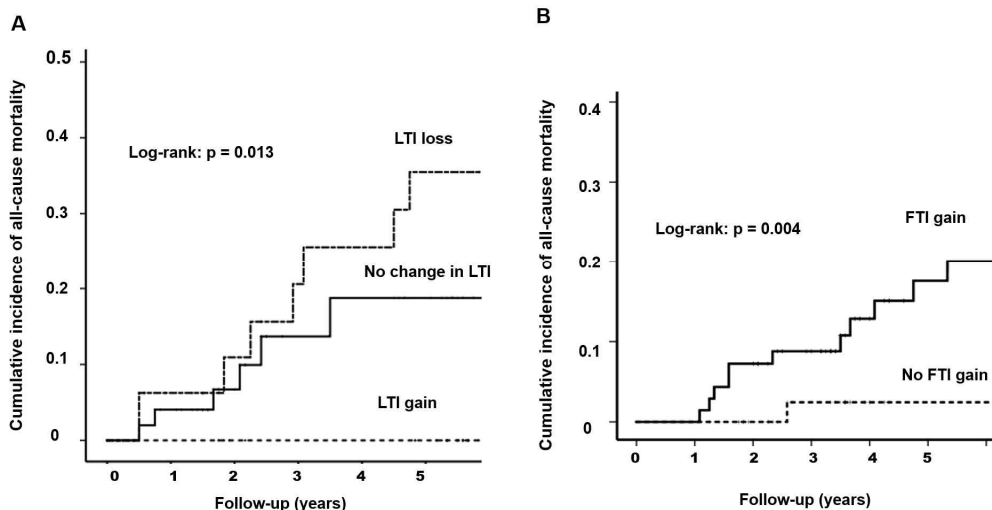 A
Cumulative incidence of all-cause mortality
0.5
0.4
0.3
0.2
0.1
0
Log-rank: p = 0.013
LTI loss
No change in LTI
LTI gain
0 1 2 3 4 5
Follow-up (years)
B
Cumulative incidence of all-cause mortality
0.4
0.3
0.2
0.1
0
Log-rank: p = 0.004
FTI gain
No FTI gain
0 1 2 3 4 5
Follow-up (years)